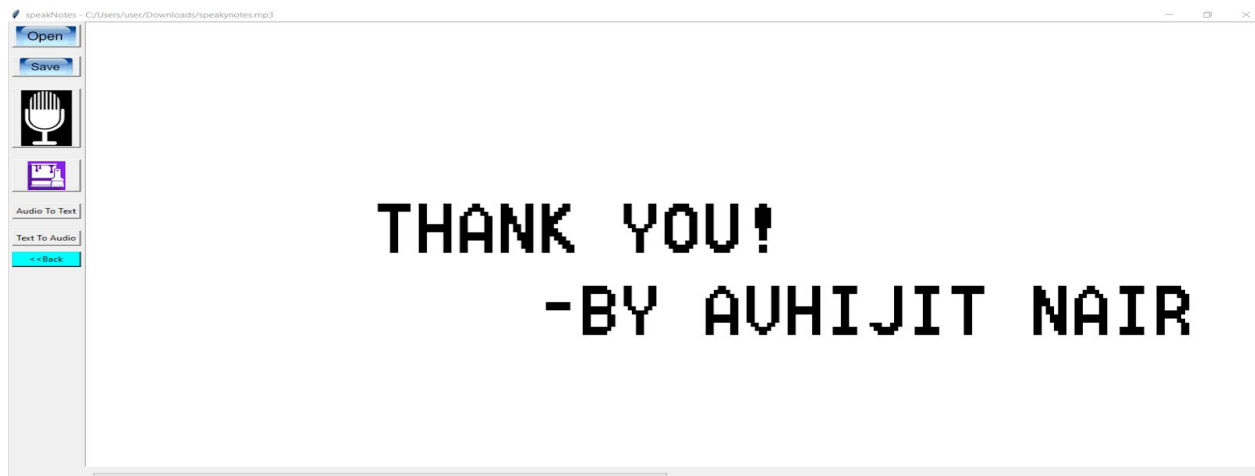 speakNotes - C:/Users/user/Downloads/speakynotes.mp3
Open
Save
Audio To Text
Text To Audio
<<Back
THANK YOU!
-BY AVHIJIT NAIR